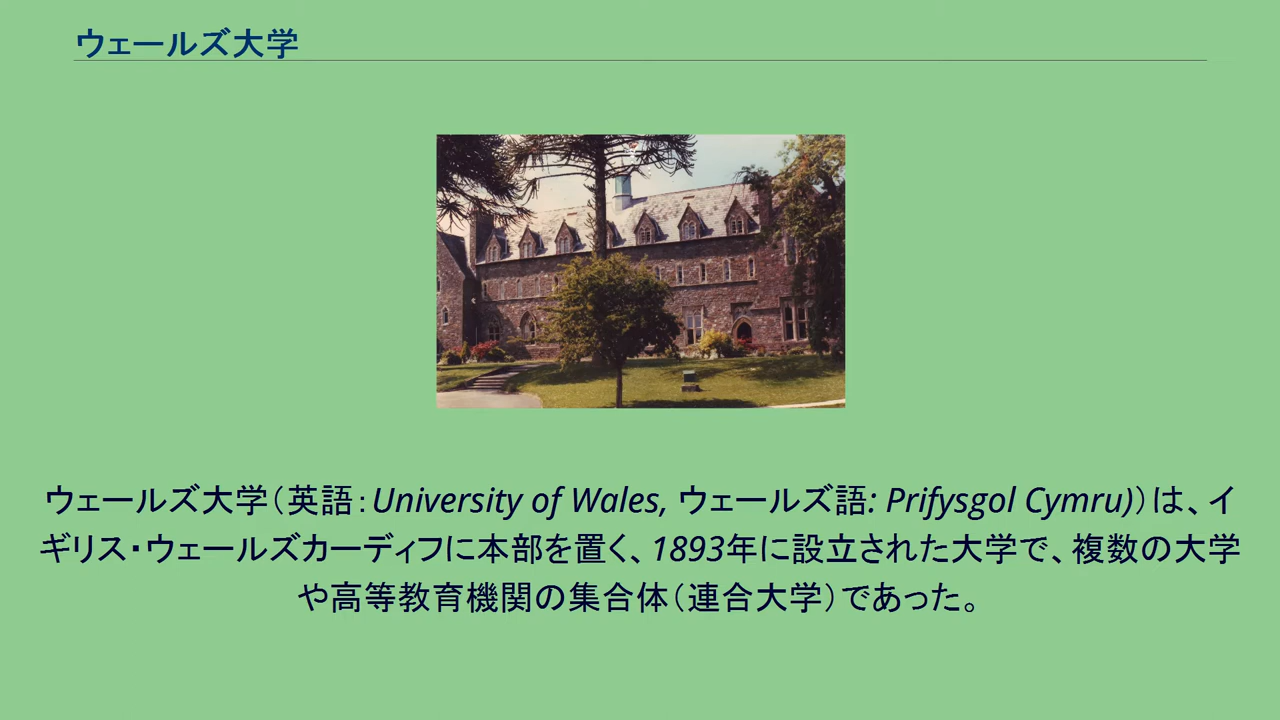 ウェールズ大学
ウェールズ大学（英語：University of Wales, ウェールズ語: Prifysgol Cymru)）は、イ
ギリス・ウェールズカーディフに本部を置く、1893年に設立された大学で、複数の大学
や高等教育機関の集合体（連合大学）であった。